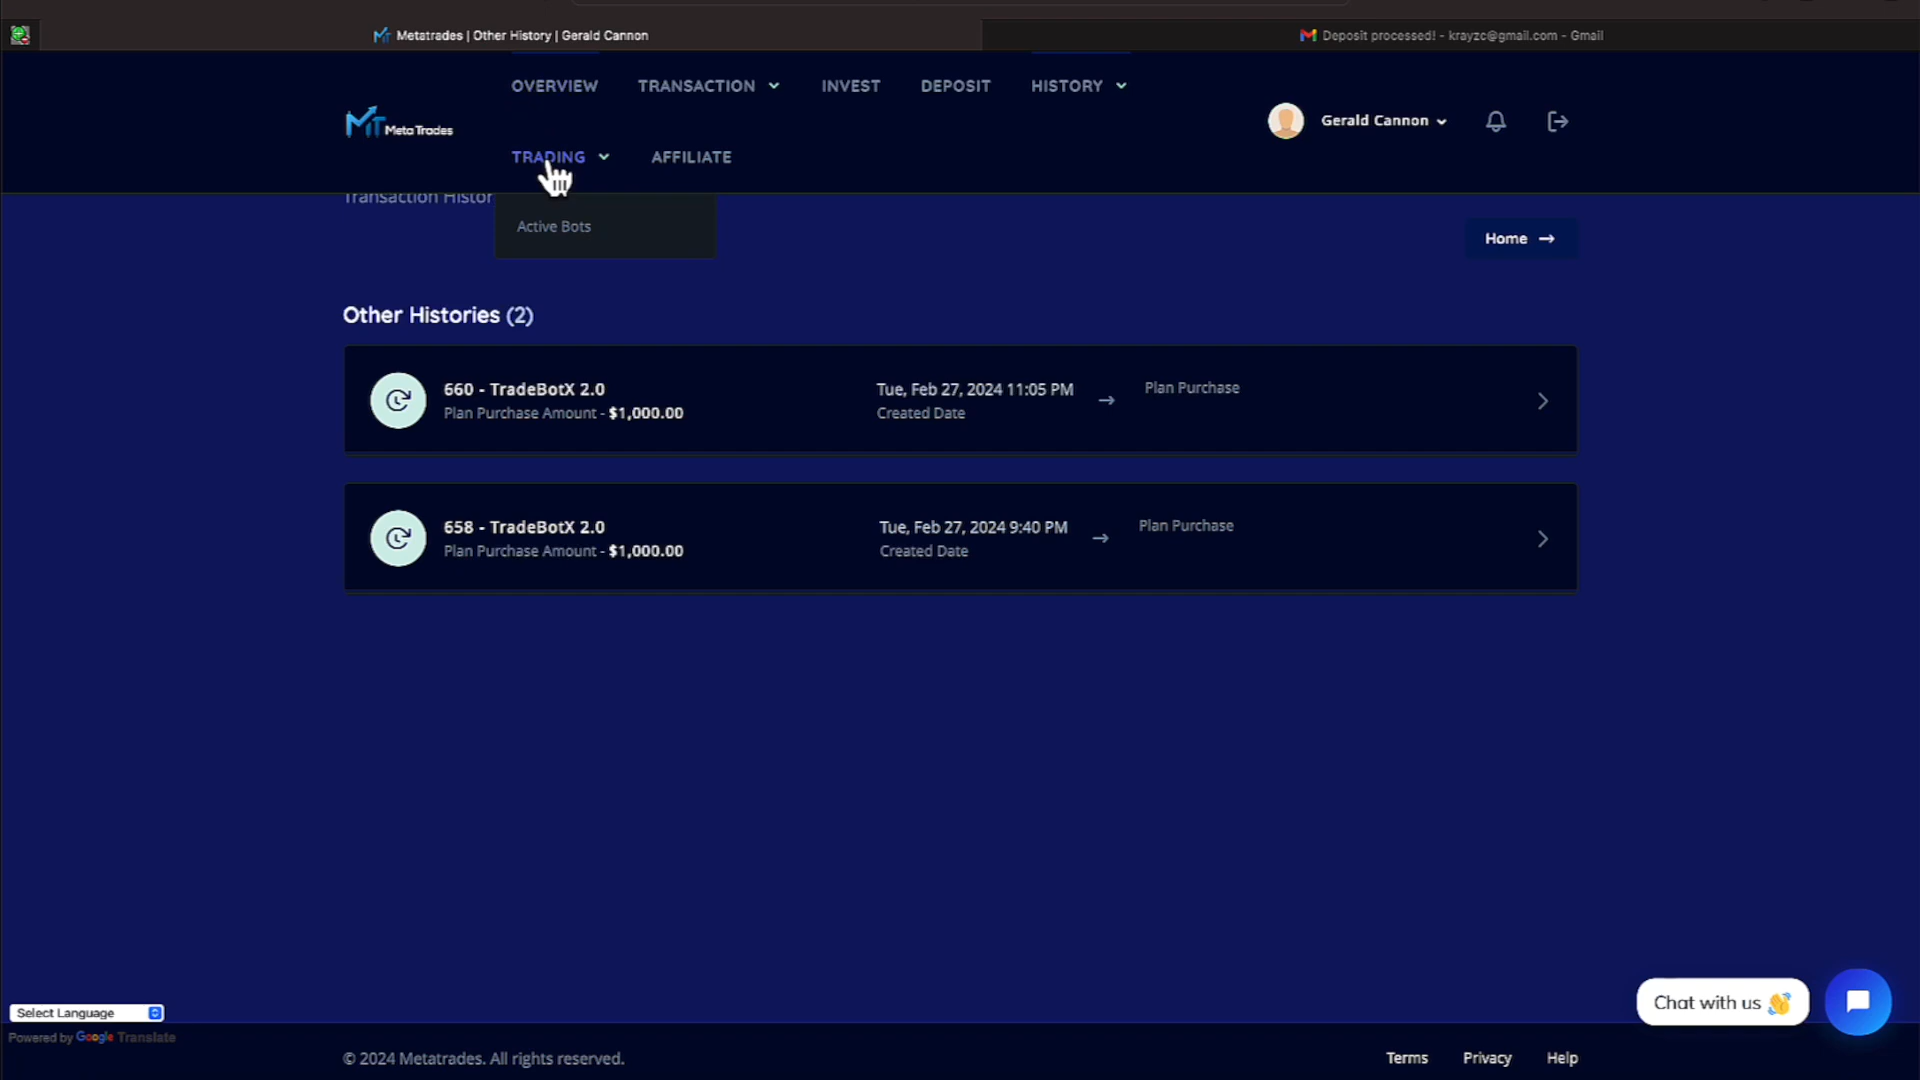 Metatrades | Other History | Gerald Cannon
Deposit processed! - krayzc@gmail.com - Gmail
OVERVIEW TRANSACTION INVEST DEPOSIT HISTORY
MT MetaTrades
Gerald Cannon
TRADING AFFILIATE
Transaction Histor
Active Bots
Home →
Other Histories (2)
660 - TradeBotX 2.0
Plan Purchase Amount - $1,000.00
Tue, Feb 27, 2024 11:05 PM
Created Date
→
Plan Purchase
658 - TradeBotX 2.0
Plan Purchase Amount - $1,000.00
Tue, Feb 27, 2024 9:40 PM
Created Date
→
Plan Purchase
Chat with us 👋
Select Language
Powered by Google Translate
© 2024 Metatrades. All rights reserved.
Terms Privacy Help